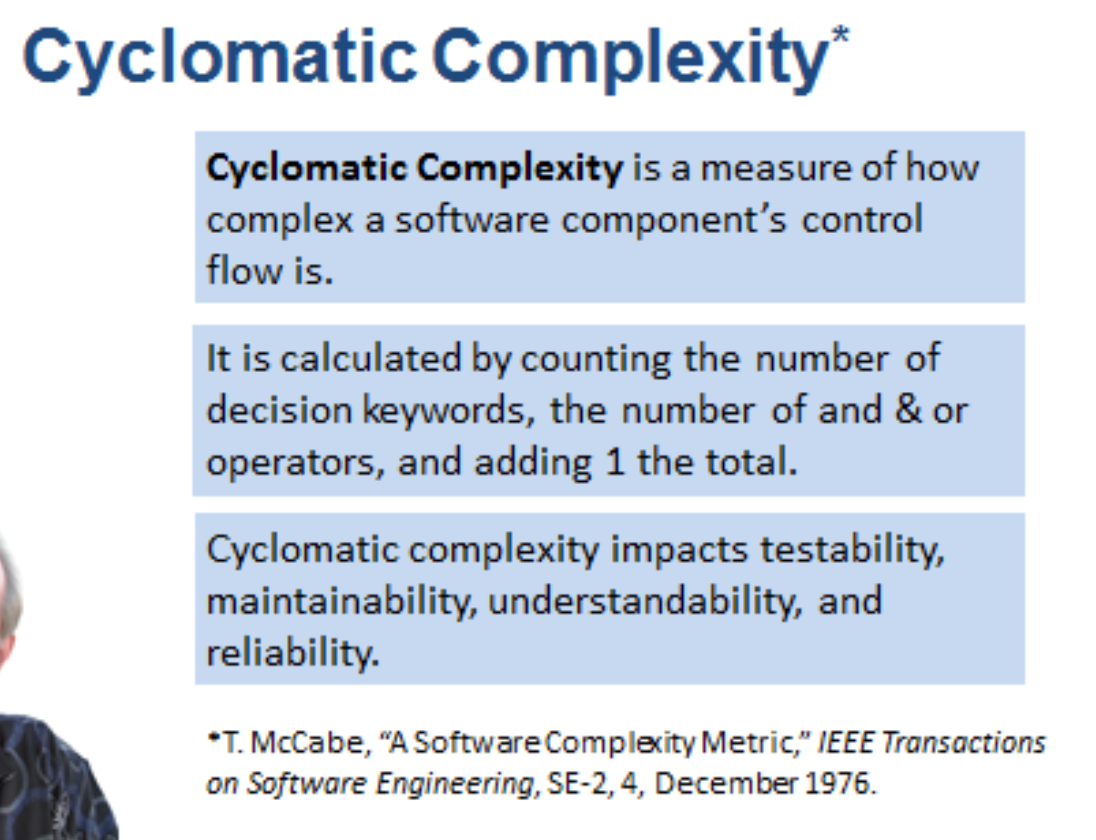 Cyclomatic Complexity*
Cyclomatic Complexity is a measure of how
complex a software component’s control
flow is.
It is calculated by counting the number of
decision keywords, the number of and & or
operators, and adding 1 the total.
Cyclomatic complexity impacts testability,
maintainability, understandability, and
reliability.
*T. McCabe, “A Software Complexity Metric,” IEEE Transactions
on Software Engineering, SE-2, 4, December 1976.